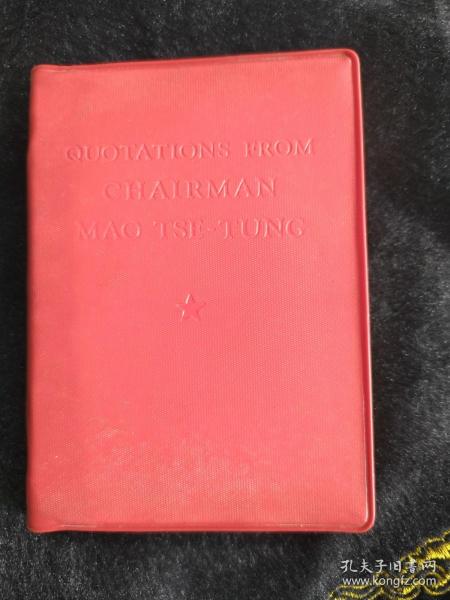 QUOTATIONS FROM
CHAIRMAN
MAO TSE-TUNG
孔夫子旧书网
www.kongfz.com